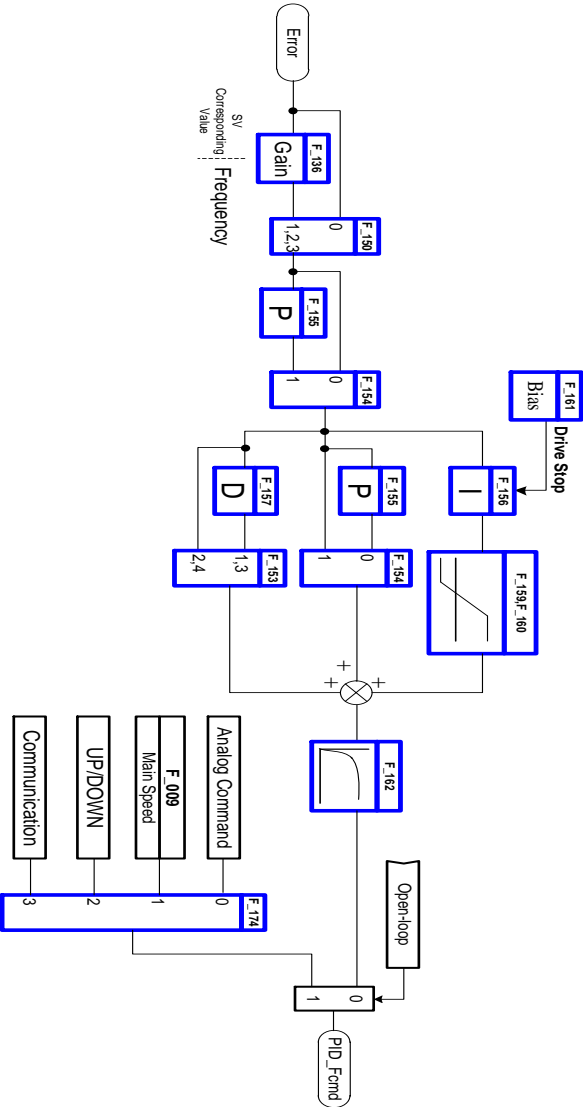 Error
SV
Corresponding
Value
Frequency
F_136
Gain
F_150
0
1,2,3
F_155
P
F_154
0
1
F_161
Bias
Drive Stop
F_156
I
F_159,F_160
F_155
P
F_154
0
1
F_157
D
F_153
1,3
2,4
+
+
+
F_162
Open-loop
Analog Command
F_009
Main Speed
UP/DOWN
Communication
F_174
0
1
2
3
0
1
PID_Fcmd